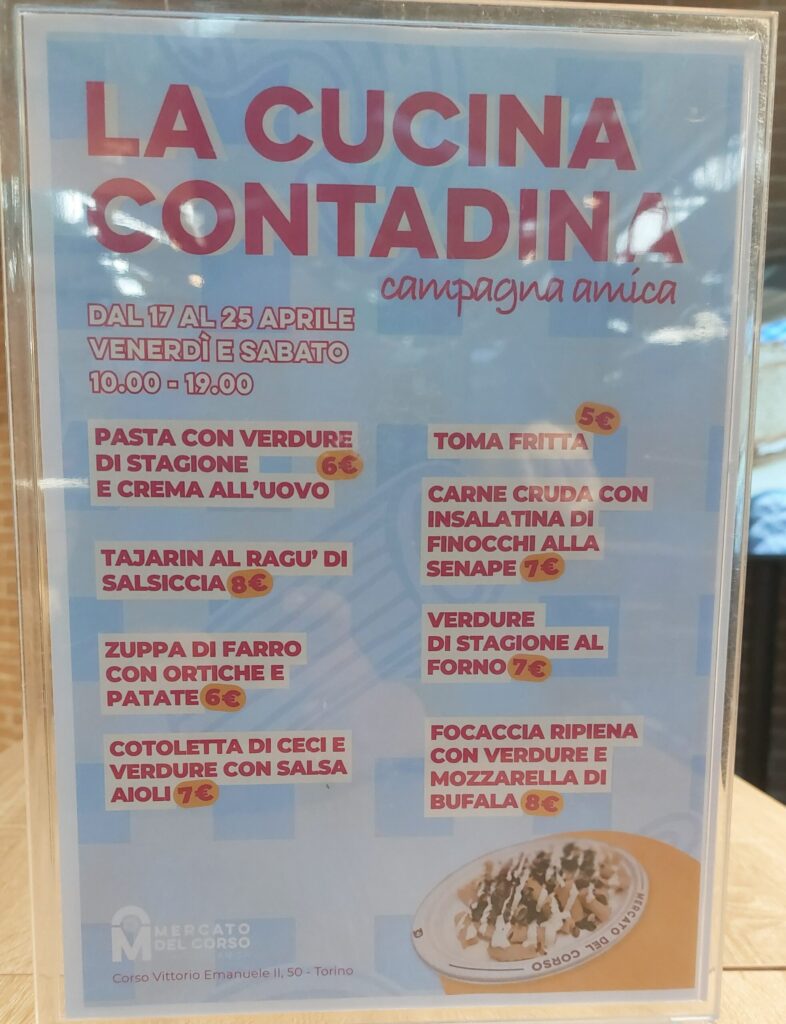 LA CUCINA
CONTADINA
campagna amica
DAL 17 AL 25 APRILE
VENERDÌ E SABATO
10.00 - 19.00
PASTA CON VERDURE
DI STAGIONE 6€
E CREMA ALL'UOVO
TAJARIN AL RAGU' DI
SALSICCIA 8€
ZUPPA DI FARRO
CON ORTICHE E
PATATE 6€
COTOLETTA DI CECI E
VERDURE CON SALSA
AIOLI 7€
5€
TOMA FRITTA
CARNE CRUDA CON
INSALATINA DI
FINOCCHI ALLA
SENAPE 7€
VERDURE
DI STAGIONE AL
FORNO 7€
FOCACCIA RIPIENA
CON VERDURE E
MOZZARELLA DI
BUFALA 8€
M MERCATO
DEL CORSO
Corso Vittorio Emanuele II, 50 - Torino
MERCATO DEL CORSO